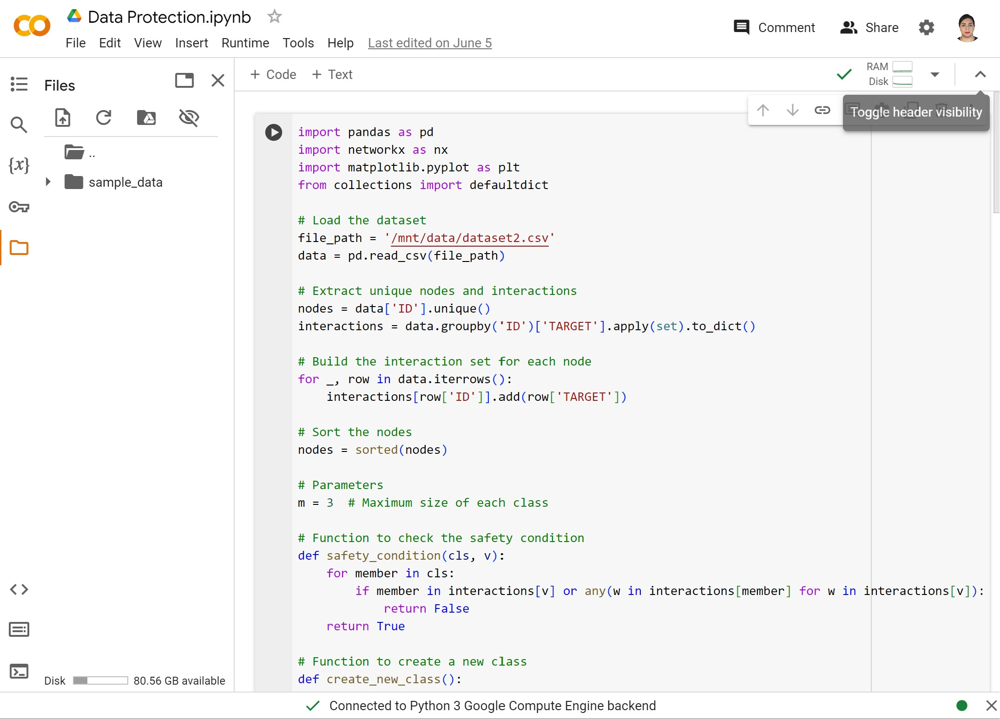 Data Protection.ipynb
File Edit View Insert Runtime Tools Help Last edited on June 5
Comment Share
Files
+ Code + Text
RAM
Disk
Toggle header visibility
..
sample_data
{x}
import pandas as pd
import networkx as nx
import matplotlib.pyplot as plt
from collections import defaultdict
# Load the dataset
file_path = '/mnt/data/dataset2.csv'
data = pd.read_csv(file_path)
# Extract unique nodes and interactions
nodes = data['ID'].unique()
interactions = data.groupby('ID')['TARGET'].apply(set).to_dict()
# Build the interaction set for each node
for _, row in data.iterrows():
    interactions[row['ID']].add(row['TARGET'])
# Sort the nodes
nodes = sorted(nodes)
# Parameters
m = 3  # Maximum size of each class
# Function to check the safety condition
def safety_condition(cls, v):
    for member in cls:
        if member in interactions[v] or any(w in interactions[member] for w in interactions[v]):
            return False
    return True
# Function to create a new class
def create_new_class():
Disk 80.56 GB available
Connected to Python 3 Google Compute Engine backend